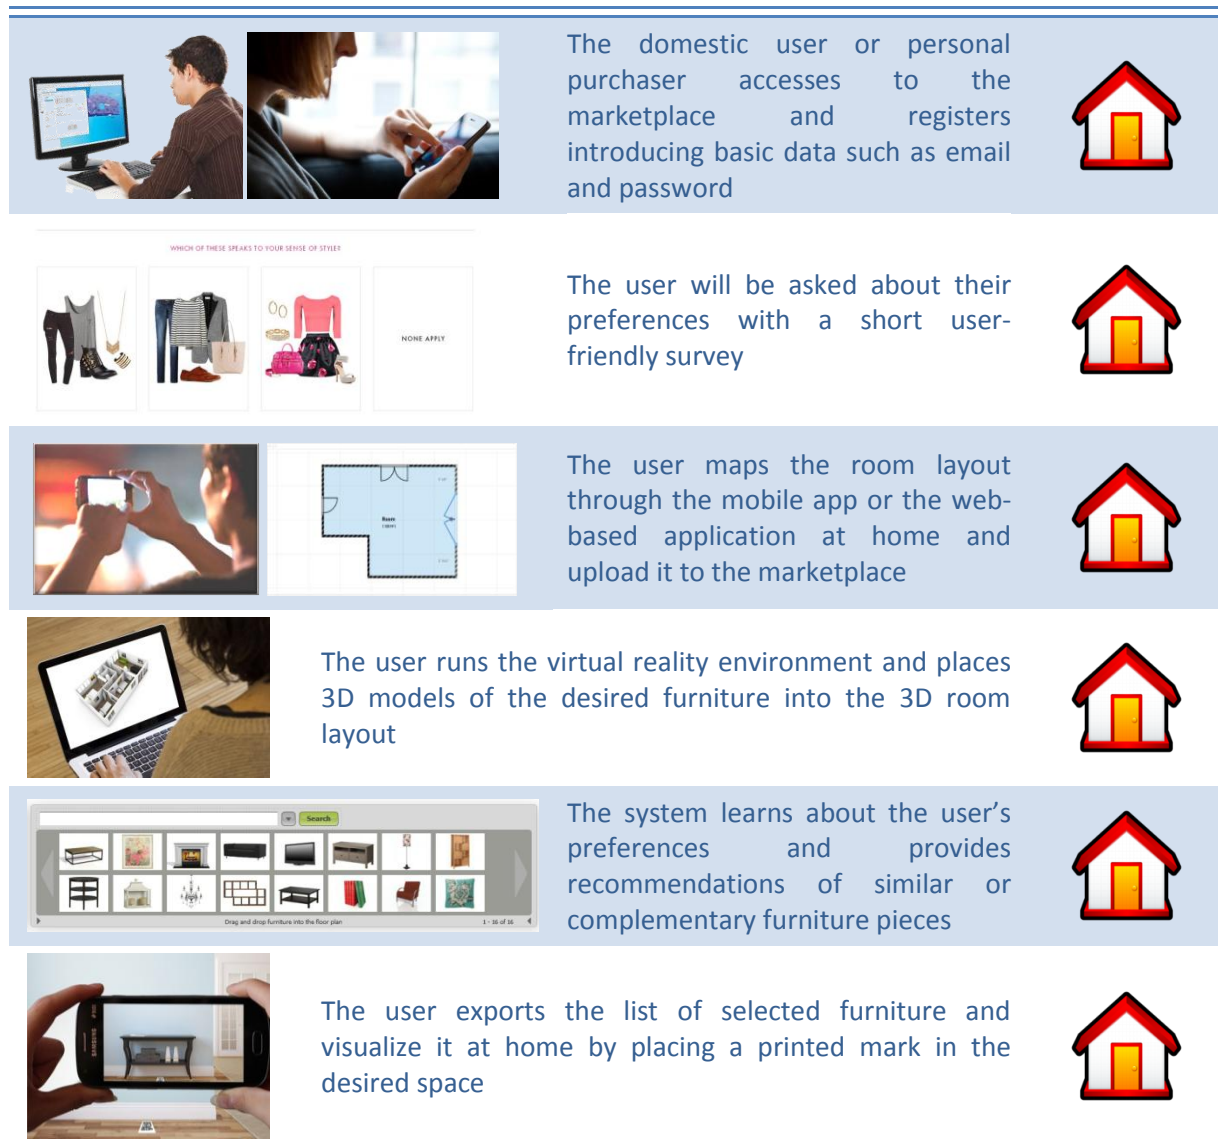 The domestic user or personal
purchaser accesses to the
marketplace and registers
introducing basic data such as email
and password
WHICH OF THESE SPEAKS TO YOUR SENSE OF STYLE?
NONE APPLY
The user will be asked about their
preferences with a short user-
friendly survey
The user maps the room layout
through the mobile app or the web-
based application at home and
upload it to the marketplace
Room
The user runs the virtual reality environment and places
3D models of the desired furniture into the 3D room
layout
Search
Drag and drop furniture into the floor plan
1 - 16 of 16
The system learns about the user’s
preferences and provides
recommendations of similar or
complementary furniture pieces
SAMSUNG
The user exports the list of selected furniture and
visualize it at home by placing a printed mark in the
desired space